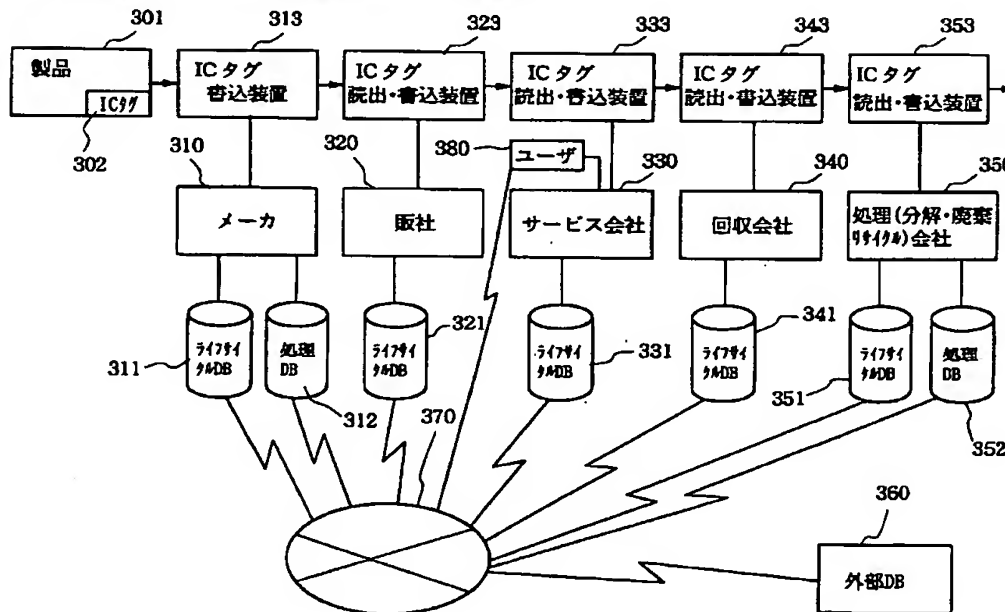 301
313
323
333
343
353
製品
ICタグ
302
ICタグ
書込装置
ICタグ
読出・書込装置
ICタグ
読出・書込装置
ICタグ
読出・書込装置
ICタグ
読出・書込装置
310
320
380
ユーザ
330
340
350
メーカ
販社
サービス会社
回収会社
処理(分解・廃棄
リサイクル)会社
311
ライフサイ
クルDB
処理
DB
312
ライフサイ
クルDB
321
ライフサイ
クルDB
331
ライフサイ
クルDB
341
ライフサイ
クルDB
351
処理
DB
352
370
360
外部DB